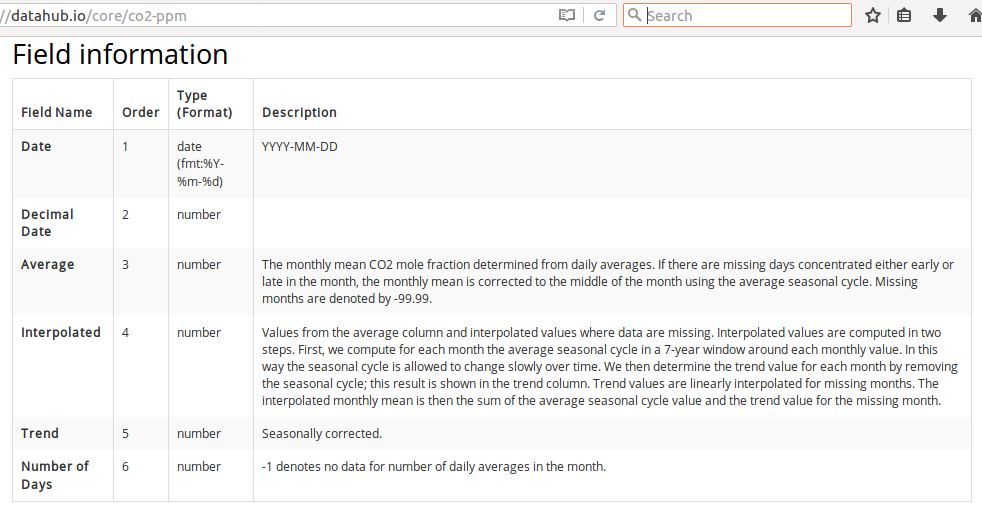 //datahub.io/core/co2-ppm
Search
Field information
Field Name
Order
Type
(Format)
Description
Date
1
date
(fmt:%Y-
%m-%d)
YYYY-MM-DD
Decimal
Date
2
number
Average
3
number
The monthly mean CO2 mole fraction determined from daily averages. If there are missing days concentrated either early or
late in the month, the monthly mean is corrected to the middle of the month using the average seasonal cycle. Missing
months are denoted by -99.99.
Interpolated
4
number
Values from the average column and interpolated values where data are missing. Interpolated values are computed in two
steps. First, we compute for each month the average seasonal cycle in a 7-year window around each monthly value. In this
way the seasonal cycle is allowed to change slowly over time. We then determine the trend value for each month by removing
the seasonal cycle; this result is shown in the trend column. Trend values are linearly interpolated for missing months. The
interpolated monthly mean is then the sum of the average seasonal cycle value and the trend value for the missing month.
Trend
5
number
Seasonally corrected.
Number of
Days
6
number
-1 denotes no data for number of daily averages in the month.